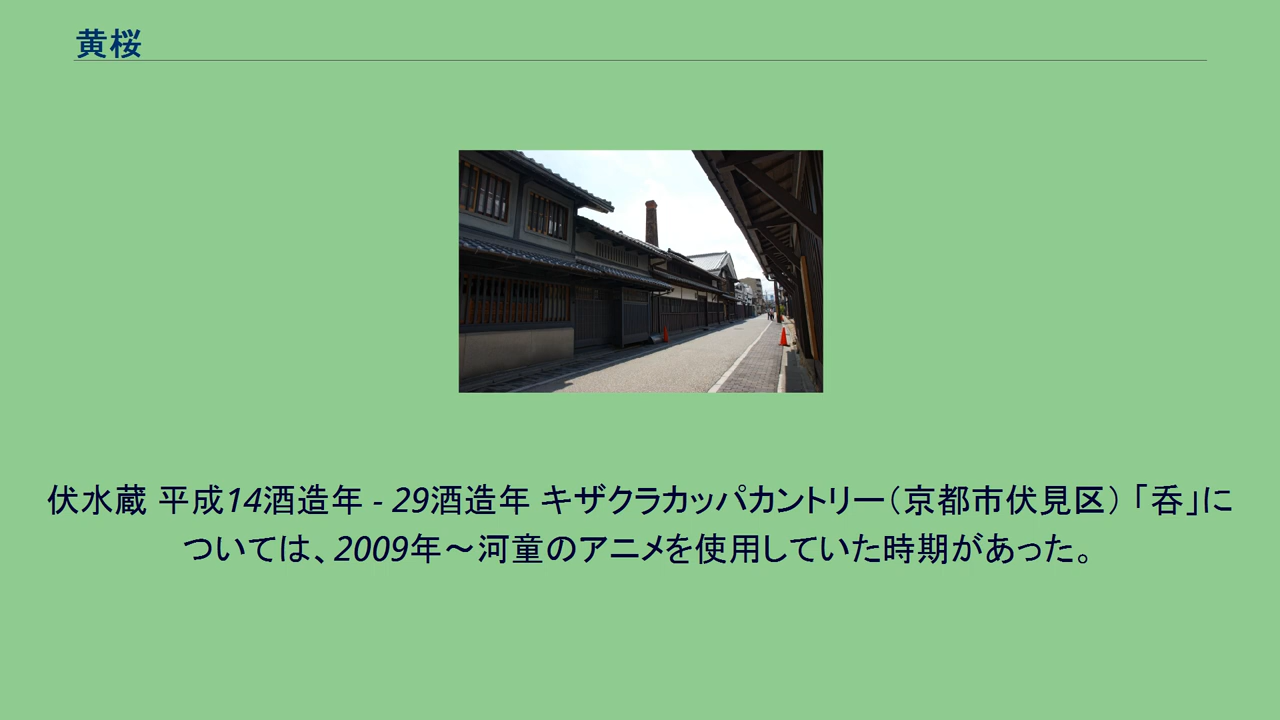 黄桜
伏水蔵 平成14酒造年 - 29酒造年 キザクラカッパカントリー（京都市伏見区） 「呑」に
ついては、2009年～河童のアニメを使用していた時期があった。